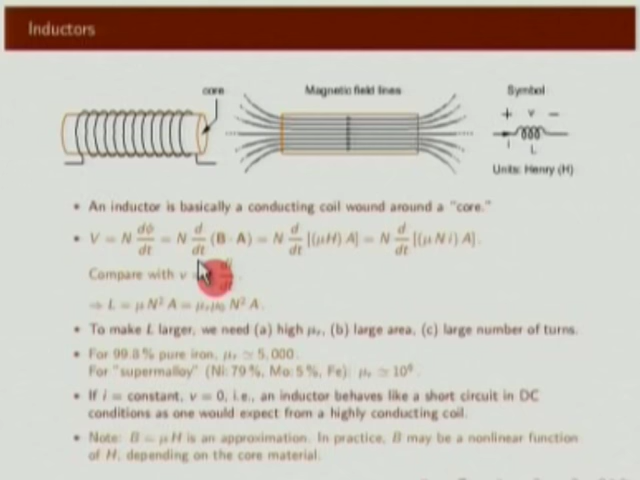 Inductors
core
Magnetic field lines
Symbol
+ v −
i
L
Units: Henry (H)
• An inductor is basically a conducting coil wound around a "core."
• V = N dφ/dt = N d/dt (B · A) = N d/dt [(μH) A] = N d/dt [(μ N i) A].
Compare with v =
⇒ L = μ N² A = μᵣμ₀ N² A.
• To make L larger, we need (a) high μᵣ, (b) large area, (c) large number of turns.
• For 99.8 % pure iron, μᵣ ≃ 5,000.
For "supermalloy" (Ni: 79 %, Mo: 5 %, Fe): μᵣ ≃ 10⁶.
• If i = constant, v = 0, i.e., an inductor behaves like a short circuit in DC
conditions as one would expect from a highly conducting coil.
• Note: B = μ H is an approximation. In practice, B may be a nonlinear function
of H, depending on the core material.